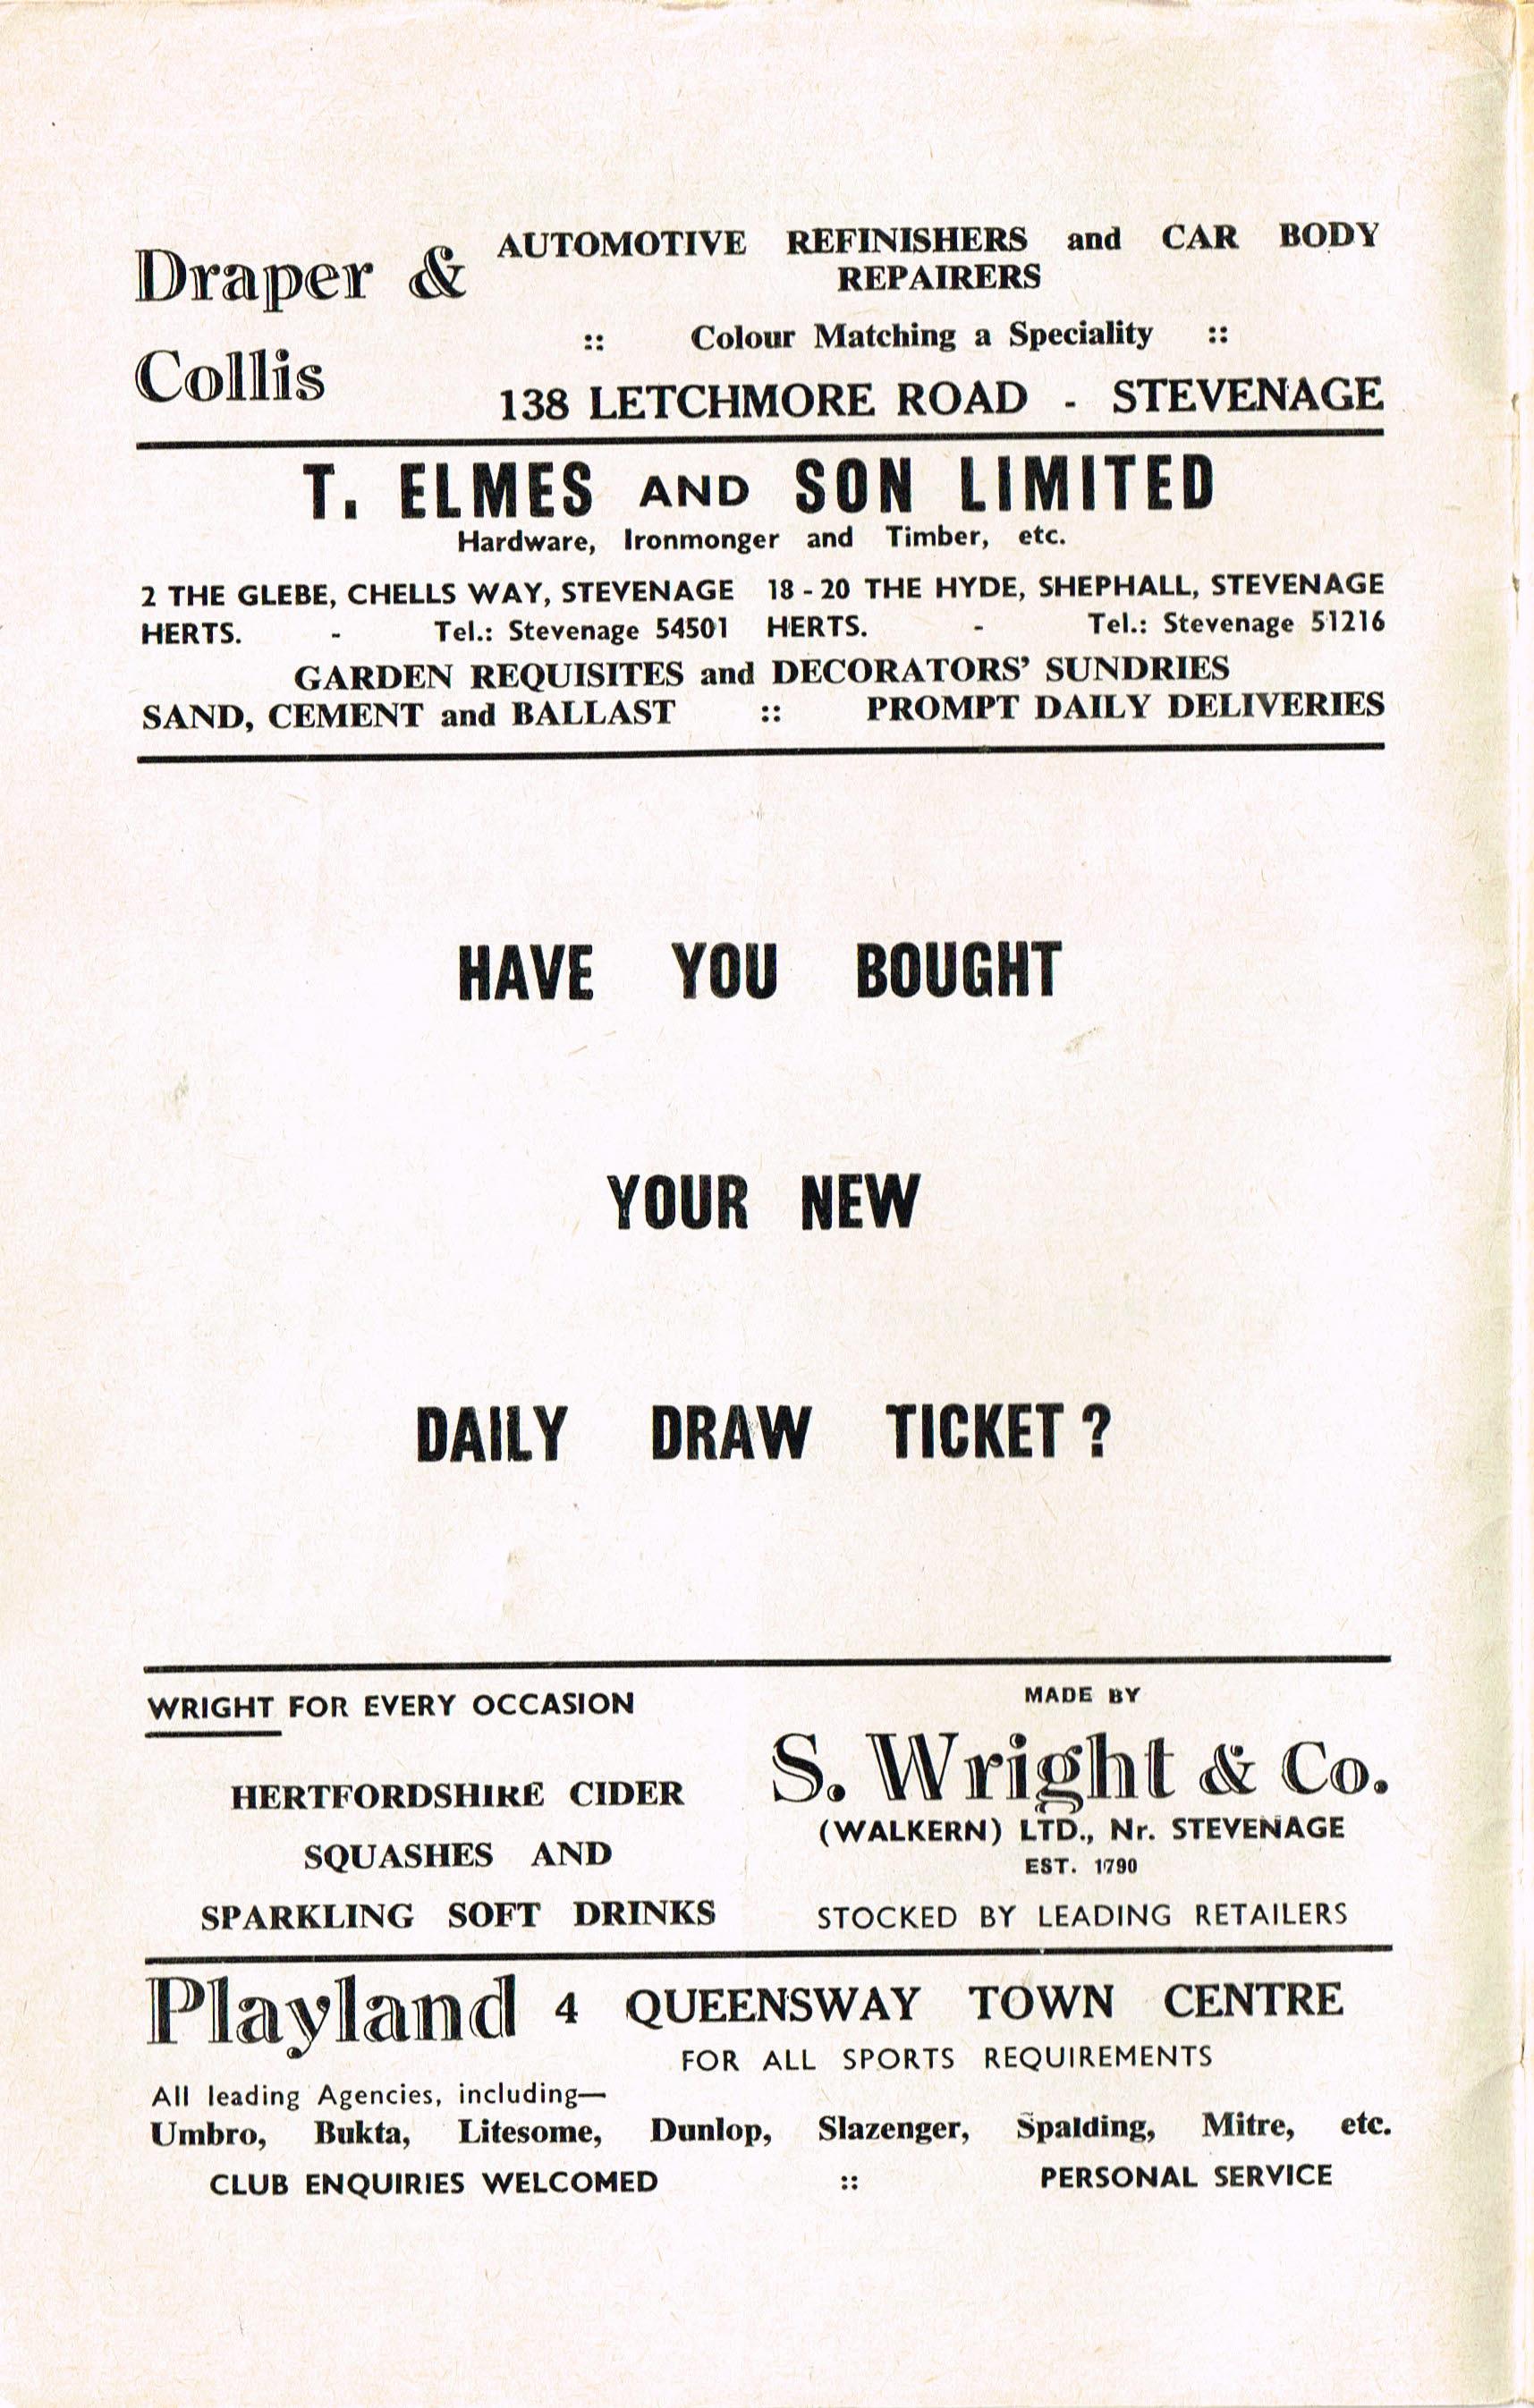 Draper & Collis
AUTOMOTIVE REFINISHERS and CAR BODY
REPAIRERS
:: Colour Matching a Speciality ::
138 LETCHMORE ROAD - STEVENAGE
T. ELMES AND SON LIMITED
Hardware, Ironmonger and Timber, etc.
2 THE GLEBE, CHELLS WAY, STEVENAGE
HERTS. - Tel.: Stevenage 54501
18 - 20 THE HYDE, SHEPHALL, STEVENAGE
HERTS. - Tel.: Stevenage 51216
GARDEN REQUISITES and DECORATORS' SUNDRIES
SAND, CEMENT and BALLAST :: PROMPT DAILY DELIVERIES
HAVE YOU BOUGHT
YOUR NEW
DAILY DRAW TICKET ?
WRIGHT FOR EVERY OCCASION
HERTFORDSHIRE CIDER
SQUASHES AND
SPARKLING SOFT DRINKS
MADE BY
S. Wright & Co.
(WALKERN) LTD., Nr. STEVENAGE
EST. 1790
STOCKED BY LEADING RETAILERS
Playland 4 QUEENSWAY TOWN CENTRE
FOR ALL SPORTS REQUIREMENTS
All leading Agencies, including—
Umbro, Bukta, Litesome, Dunlop, Slazenger, Spalding, Mitre, etc.
CLUB ENQUIRIES WELCOMED :: PERSONAL SERVICE